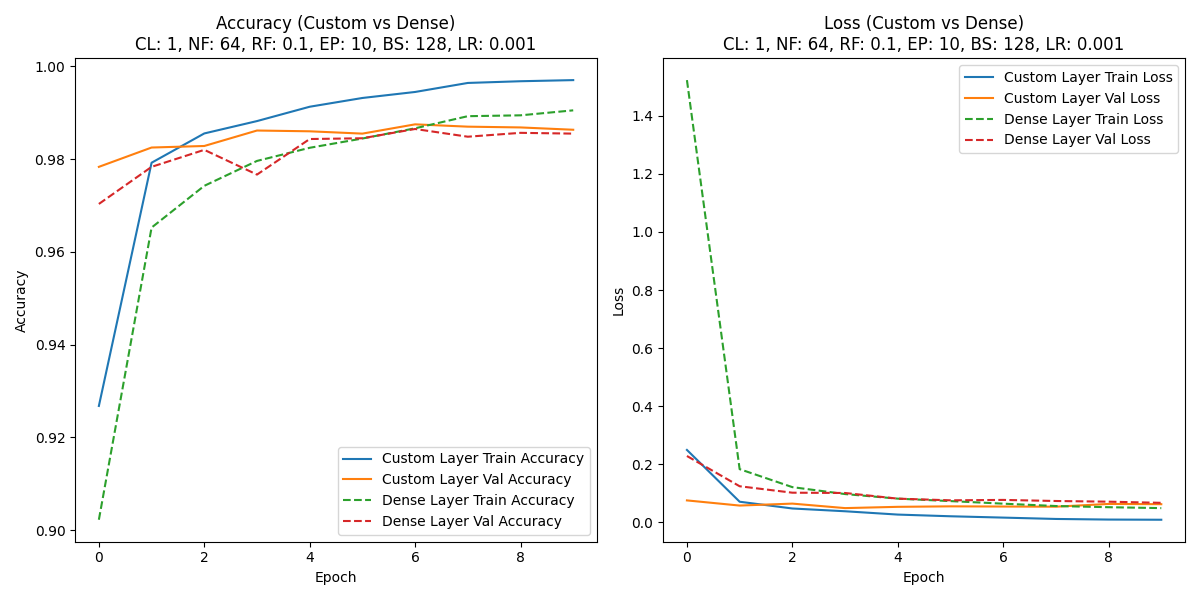 Accuracy (Custom vs Dense)
CL: 1, NF: 64, RF: 0.1, EP: 10, BS: 128, LR: 0.001
1.00
0.98
0.96
0.94
0.92
0.90
Accuracy
0
2
4
6
8
Epoch
Custom Layer Train Accuracy
Custom Layer Val Accuracy
Dense Layer Train Accuracy
Dense Layer Val Accuracy
Loss (Custom vs Dense)
CL: 1, NF: 64, RF: 0.1, EP: 10, BS: 128, LR: 0.001
1.4
1.2
1.0
0.8
0.6
0.4
0.2
0.0
Loss
0
2
4
6
8
Epoch
Custom Layer Train Loss
Custom Layer Val Loss
Dense Layer Train Loss
Dense Layer Val Loss